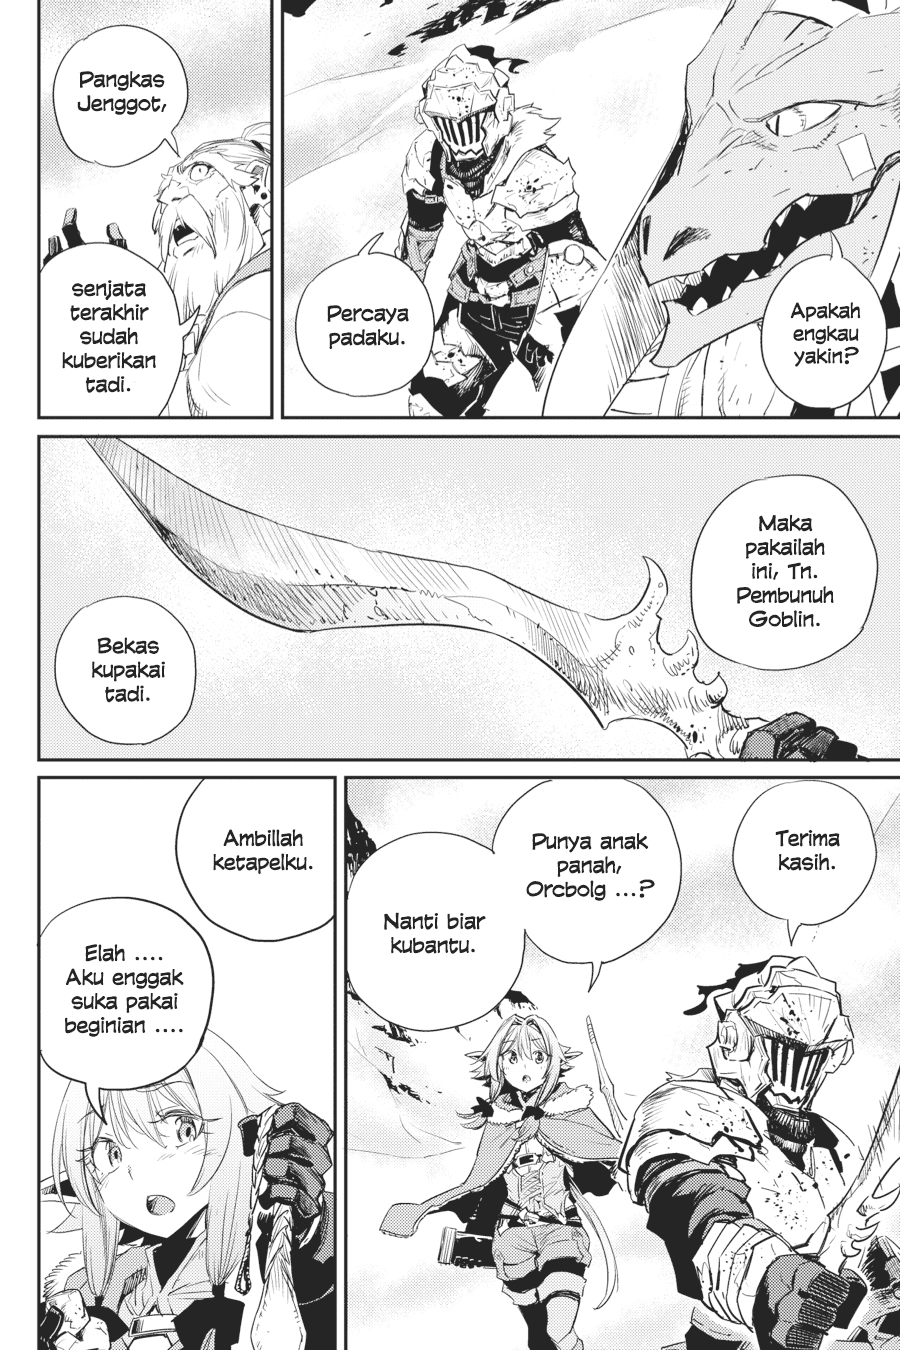 Apakah
engkau
yakin?
Percaya
padaku.
Pangkas
Jenggot,
senjata
terakhir
sudah
kuberikan
tadi.
Maka
pakailah
ini, Tn.
Pembunuh
Goblin.
Bekas
kupakai
tadi.
Terima
kasih.
Punya anak
panah,
Orcbolg ...?
Nanti biar
kubantu.
Ambillah
ketapelku.
Elah ....
Aku enggak
suka pakai
beginian ....